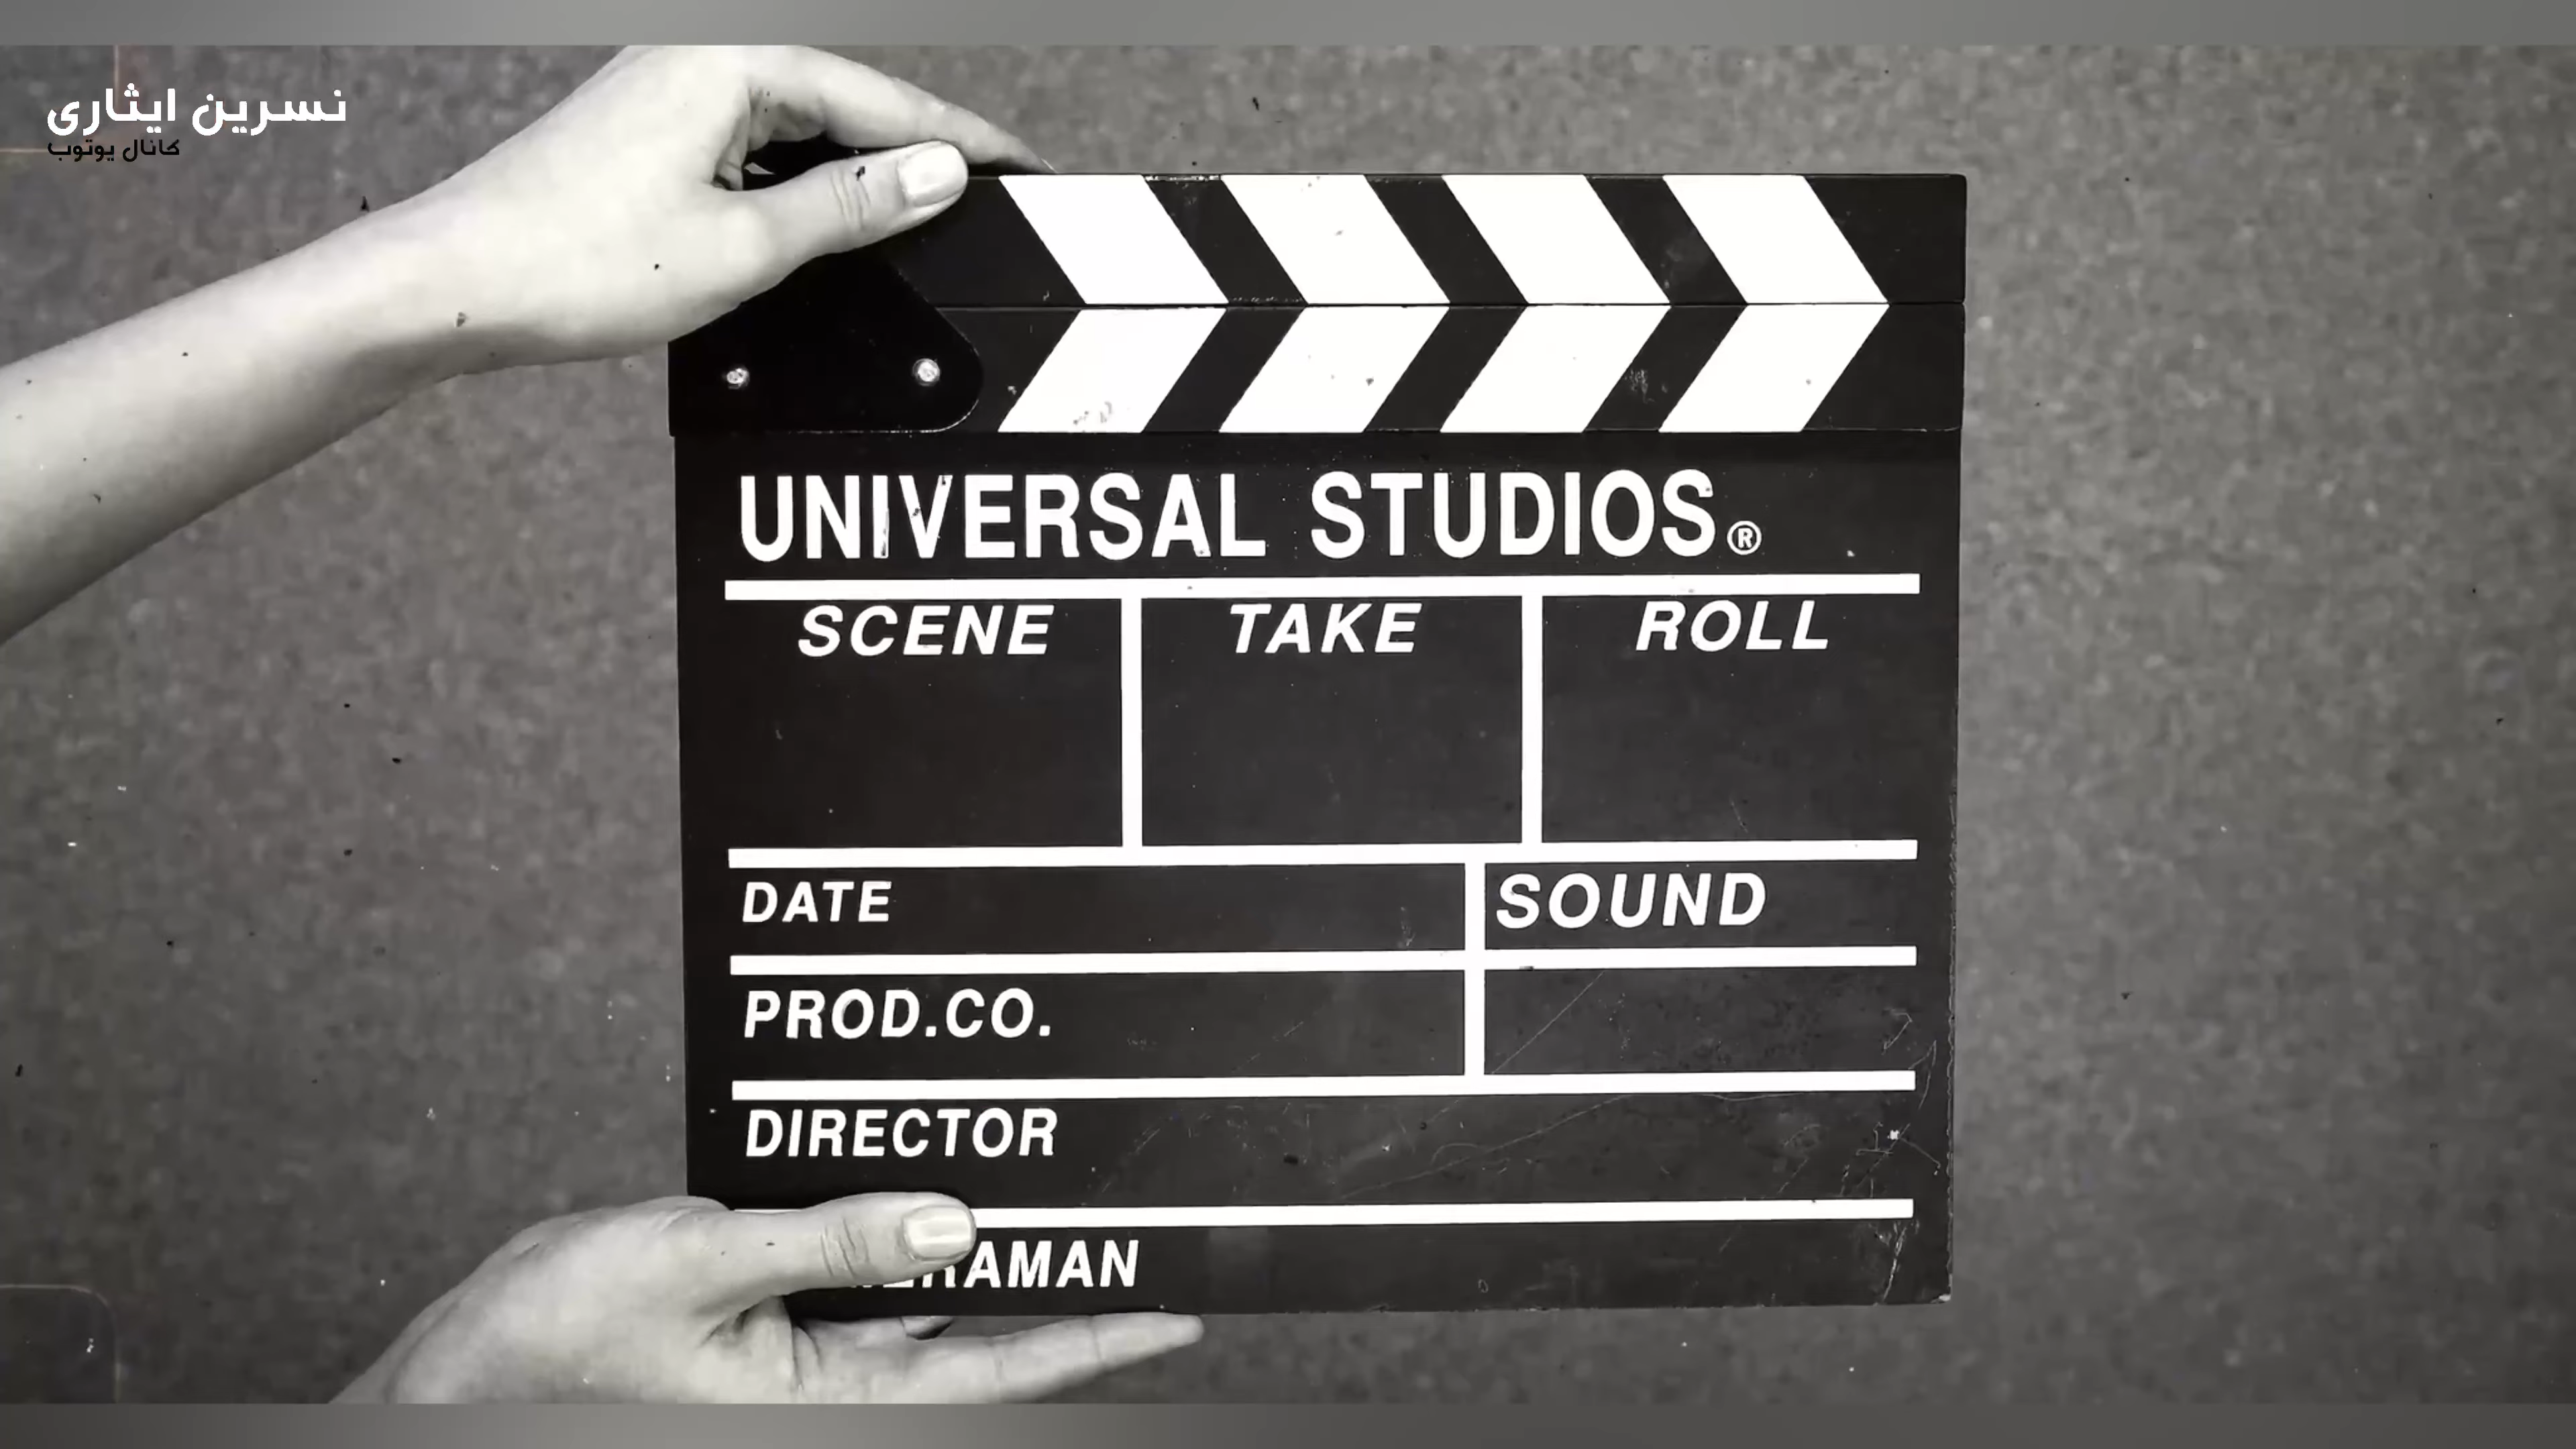 نسرین ایثاری
کانال یوتوب
UNIVERSAL STUDIOS®
SCENE TAKE ROLL
DATE SOUND
PROD.CO.
DIRECTOR